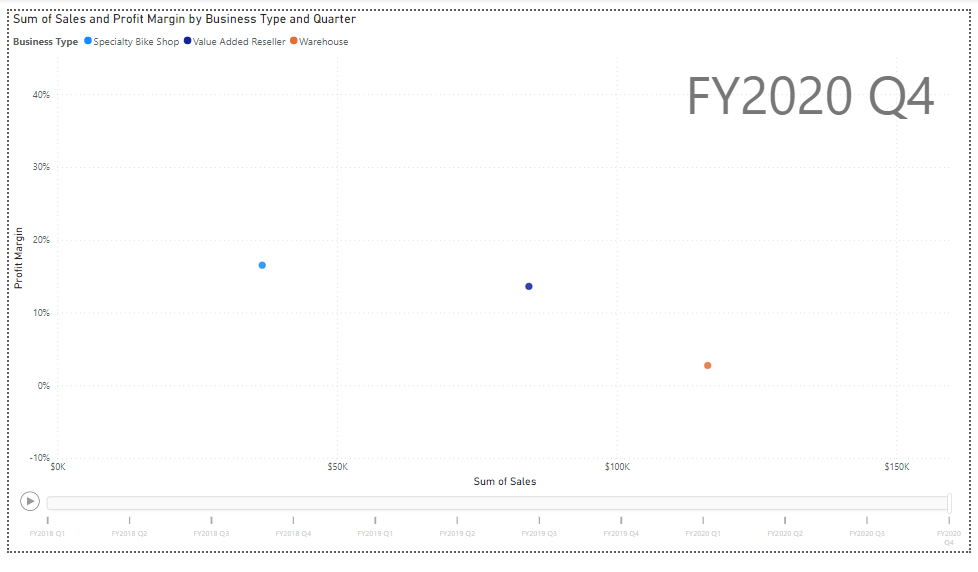 Sum of Sales and Profit Margin by Business Type and Quarter
Business Type Specialty Bike Shop Value Added Reseller Warehouse
FY2020 Q4
40%
30%
20%
10%
0%
-10%
Profit Margin
$0K $50K $100K $150K
Sum of Sales
FY2018 Q1 FY2018 Q2 FY2018 Q3 FY2018 Q4 FY2019 Q1 FY2019 Q2 FY2019 Q3 FY2019 Q4 FY2020 Q1 FY2020 Q2 FY2020 Q3 FY2020
Q4